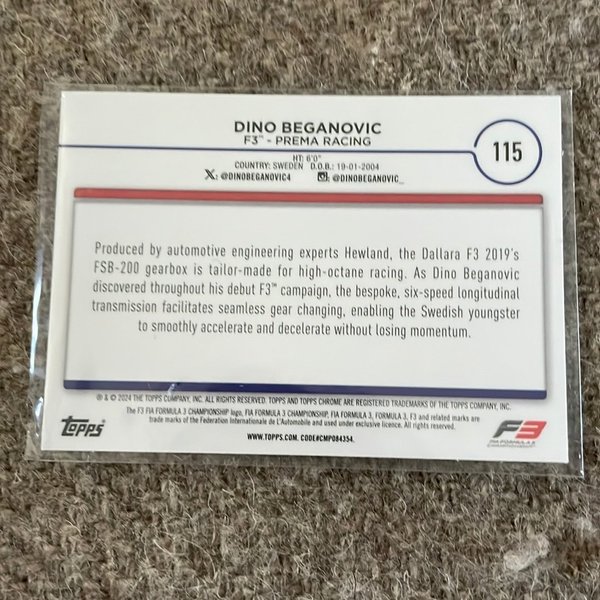 DINO BEGANOVIC
F3™ - PREMA RACING
115
HT: 6'0"
COUNTRY: SWEDEN D.O.B.: 19-01-2004
X: @DINOBEGANOVIC4 @DINOBEGANOVIC_
Produced by automotive engineering experts Hewland, the Dallara F3 2019's
FSB-200 gearbox is tailor-made for high-octane racing. As Dino Beganovic
discovered throughout his debut F3™ campaign, the bespoke, six-speed longitudinal
transmission facilitates seamless gear changing, enabling the Swedish youngster
to smoothly accelerate and decelerate without losing momentum.
® & © 2024 THE TOPPS COMPANY, INC. ALL RIGHTS RESERVED. TOPPS AND TOPPS CHROME ARE REGISTERED TRADEMARKS OF THE TOPPS COMPANY, INC.
The F3 FIA FORMULA 3 CHAMPIONSHIP logo, FIA FORMULA 3 CHAMPIONSHIP, FIA FORMULA 3, FORMULA 3, F3 and related marks are
trade marks of the Federation Internationale de L'Automobile and used under exclusive licence. All rights reserved.
WWW.TOPPS.COM. CODE#CMP084354.
Topps
F3
FIA FORMULA 3
CHAMPIONSHIP